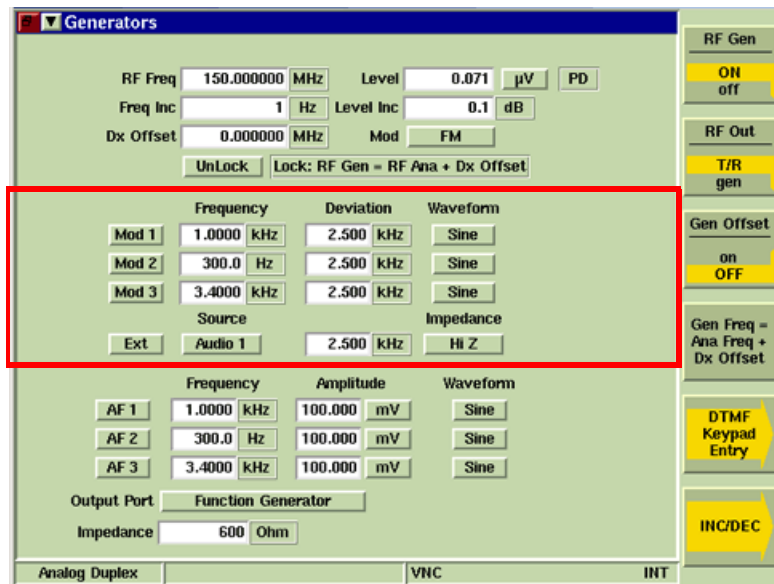 Generators
RF Freq 150.000000 MHz Level 0.071 µV PD
Freq Inc 1 Hz Level Inc 0.1 dB
Dx Offset 0.000000 MHz Mod FM
UnLock Lock: RF Gen = RF Ana + Dx Offset
Frequency Deviation Waveform
Mod 1 1.0000 kHz 2.500 kHz Sine
Mod 2 300.0 Hz 2.500 kHz Sine
Mod 3 3.4000 kHz 2.500 kHz Sine
Source Impedance
Ext Audio 1 2.500 kHz Hi Z
Frequency Amplitude Waveform
AF 1 1.0000 kHz 100.000 mV Sine
AF 2 300.0 Hz 100.000 mV Sine
AF 3 3.4000 kHz 100.000 mV Sine
Output Port Function Generator
Impedance 600 Ohm
Analog Duplex VNC INT
RF Gen
ON
off
RF Out
T/R
gen
Gen Offset
on
OFF
Gen Freq =
Ana Freq +
Dx Offset
DTMF
Keypad
Entry
INC/DEC